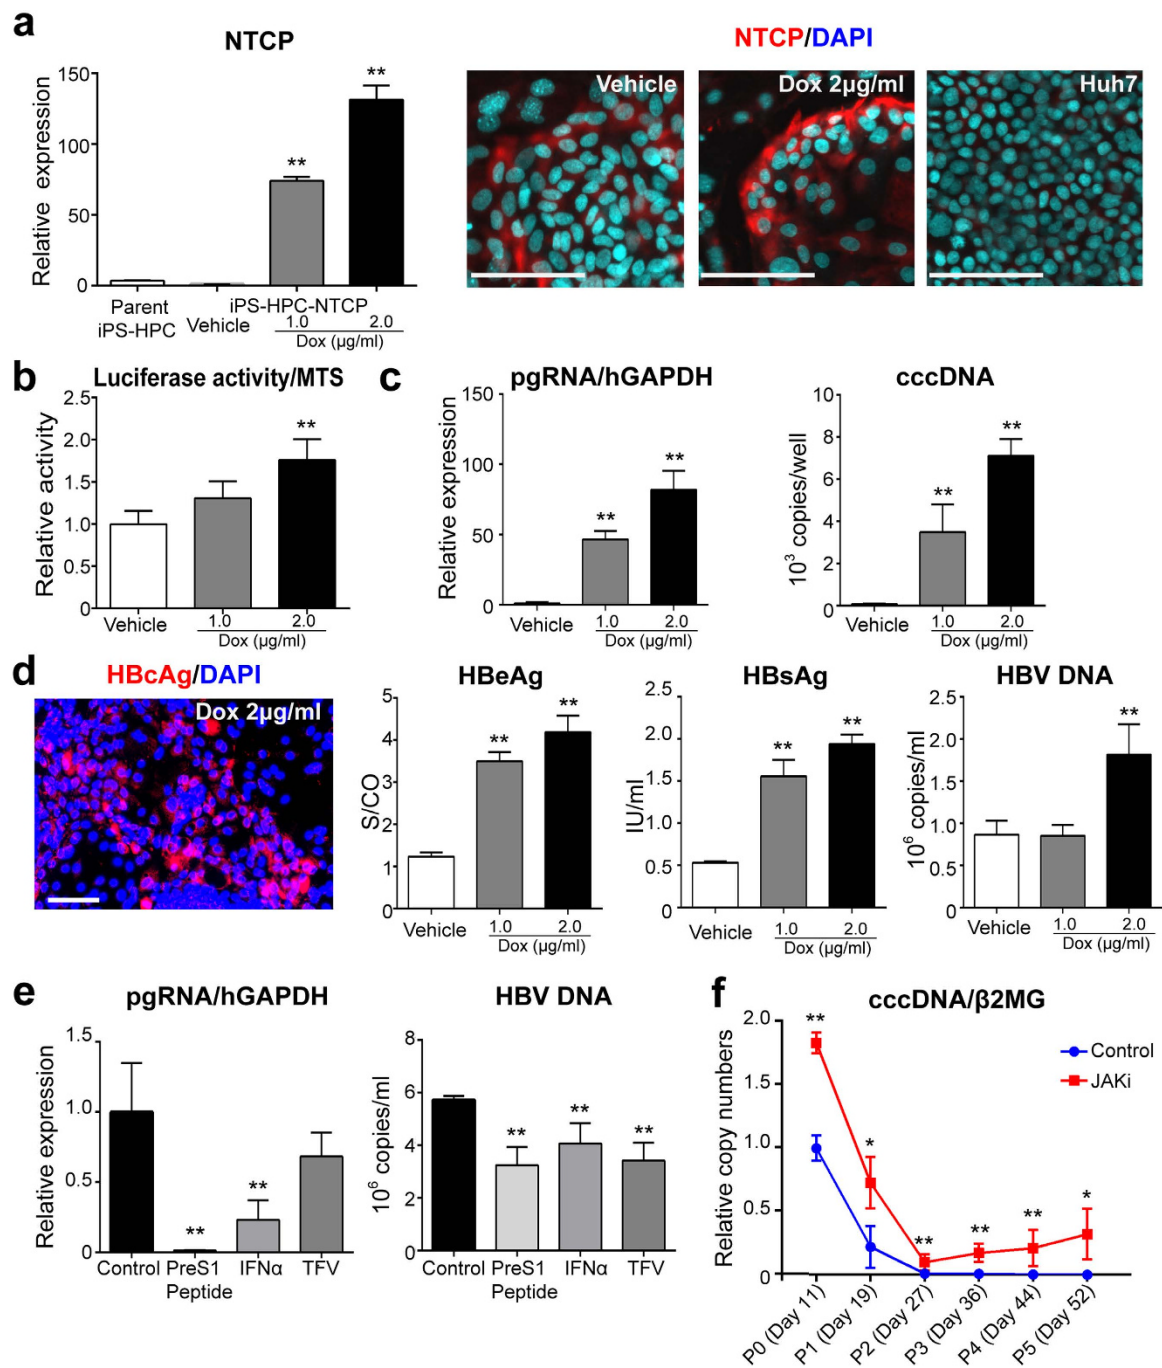 a
NTCP
Relative expression
150
100
50
0
Parent
iPS-HPC
Vehicle
iPS-HPC-NTCP
1.0
2.0
Dox (µg/ml)
**
**
NTCP/DAPI
Vehicle
Dox 2µg/ml
Huh7
b
Luciferase activity/MTS
Relative activity
2.5
2.0
1.5
1.0
0.5
0
**
Vehicle
1.0
2.0
Dox (µg/ml)
c
pgRNA/hGAPDH
Relative expression
150
100
50
0
**
**
Vehicle
1.0
2.0
Dox (µg/ml)
cccDNA
10³ copies/well
10
8
6
4
2
0
**
**
Vehicle
1.0
2.0
Dox (µg/ml)
d
HBcAg/DAPI
Dox 2µg/ml
HBeAg
S/CO
5
4
3
2
1
0
**
**
Vehicle
1.0
2.0
Dox (µg/ml)
HBsAg
IU/ml
2.5
2.0
1.5
1.0
0.5
0
**
**
Vehicle
1.0
2.0
Dox (µg/ml)
HBV DNA
10⁶ copies/ml
2.5
2.0
1.5
1.0
0.5
0
**
Vehicle
1.0
2.0
Dox (µg/ml)
e
pgRNA/hGAPDH
Relative expression
1.5
1.0
0.5
0
**
**
Control
PreS1
Peptide
IFNα
TFV
HBV DNA
10⁶ copies/ml
8
6
4
2
0
**
**
**
Control
PreS1
Peptide
IFNα
TFV
f
cccDNA/β2MG
Relative copy numbers
2.0
1.0
0.5
0
**
*
**
**
**
*
Control
JAKi
P0 (Day 11)
P1 (Day 19)
P2 (Day 27)
P3 (Day 36)
P4 (Day 44)
P5 (Day 52)